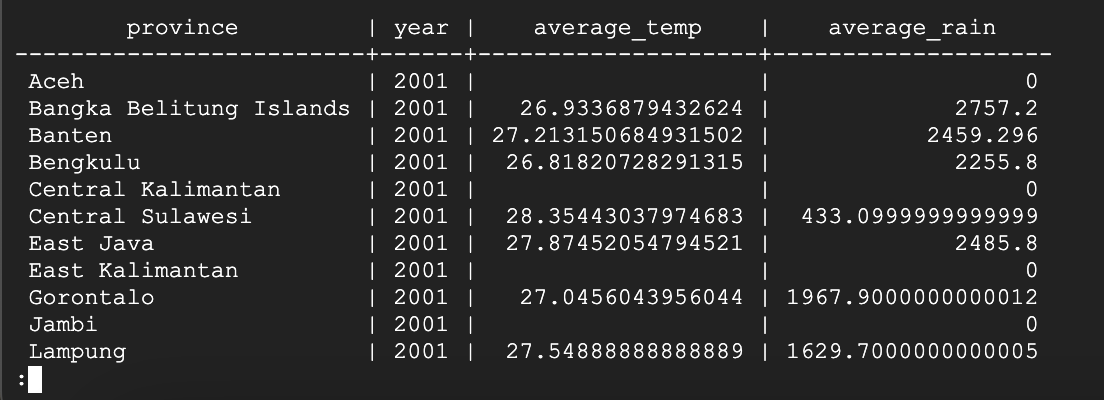 province | year | average_temp | average_rain
--------------------------+------+--------------------+--------------------
Aceh | 2001 | | 0
Bangka Belitung Islands | 2001 | 26.9336879432624 | 2757.2
Banten | 2001 | 27.213150684931502 | 2459.296
Bengkulu | 2001 | 26.81820728291315 | 2255.8
Central Kalimantan | 2001 | | 0
Central Sulawesi | 2001 | 28.35443037974683 | 433.0999999999999
East Java | 2001 | 27.87452054794521 | 2485.8
East Kalimantan | 2001 | | 0
Gorontalo | 2001 | 27.0456043956044 | 1967.9000000000012
Jambi | 2001 | | 0
Lampung | 2001 | 27.54888888888889 | 1629.7000000000005
: